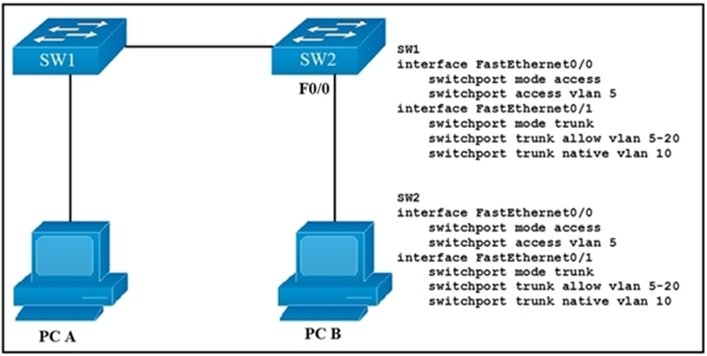 SW1
SW2
F0/0
PC A
PC B
SW1
interface FastEthernet0/0
switchport mode access
switchport access vlan 5
interface FastEthernet0/1
switchport mode trunk
switchport trunk allow vlan 5-20
switchport trunk native vlan 10
SW2
interface FastEthernet0/0
switchport mode access
switchport access vlan 5
interface FastEthernet0/1
switchport mode trunk
switchport trunk allow vlan 5-20
switchport trunk native vlan 10